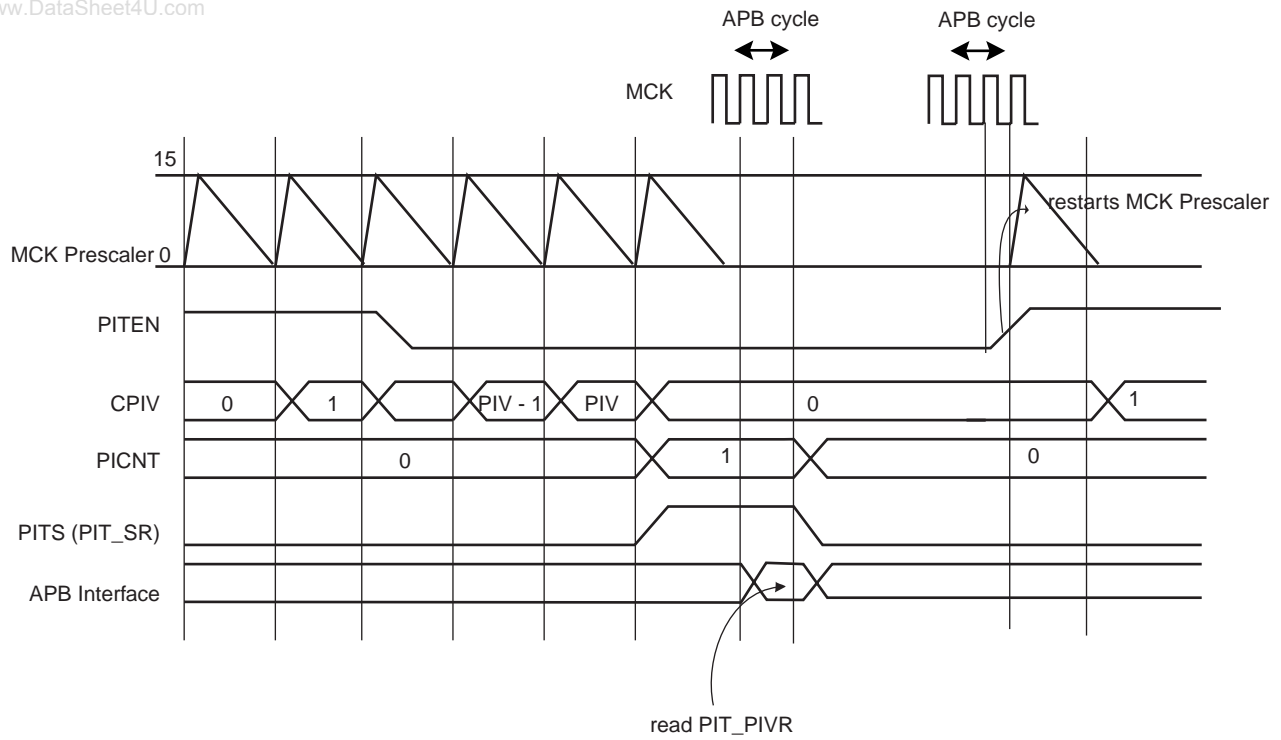 ww.DataSheet4U.com
APB cycle APB cycle
MCK
15
restarts MCK Prescaler
MCK Prescaler 0
PITEN
CPIV 0 1 PIV - 1 PIV 0 1
PICNT 0 1 0
PITS (PIT_SR)
APB Interface
read PIT_PIVR